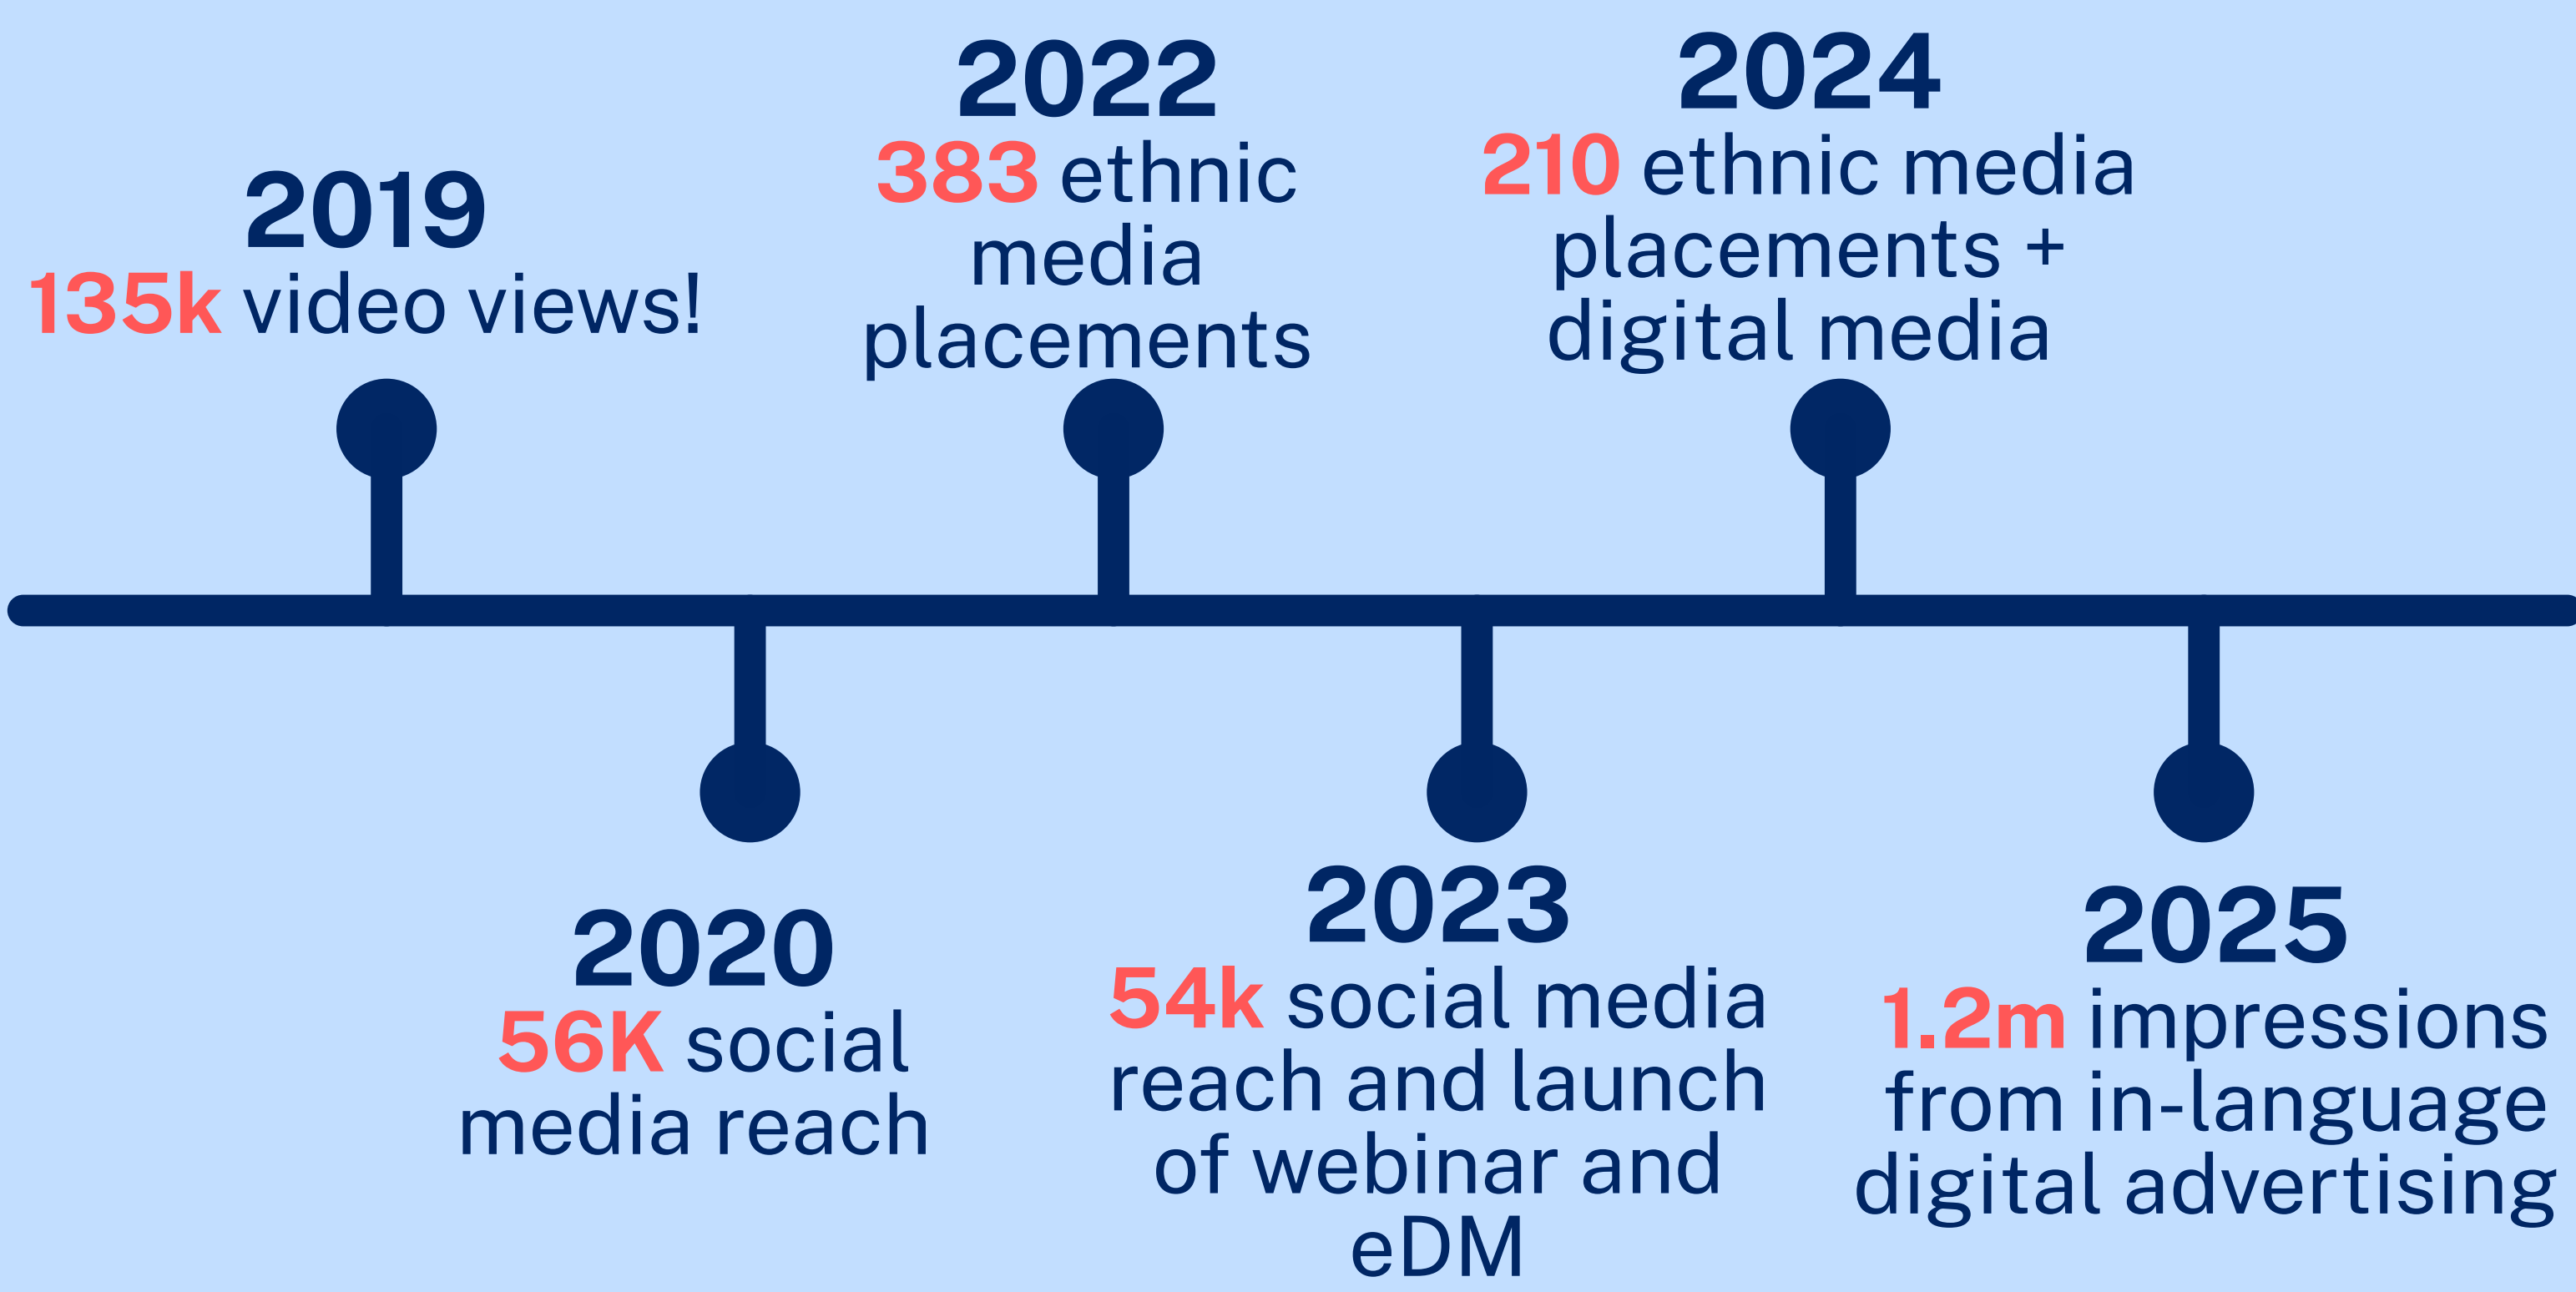 2019
135k video views!
2020
56K social
media reach
2022
383 ethnic
media
placements
2023
54k social media
reach and launch
of webinar and
eDM
2024
210 ethnic media
placements +
digital media
2025
1.2m impressions
from in-language
digital advertising